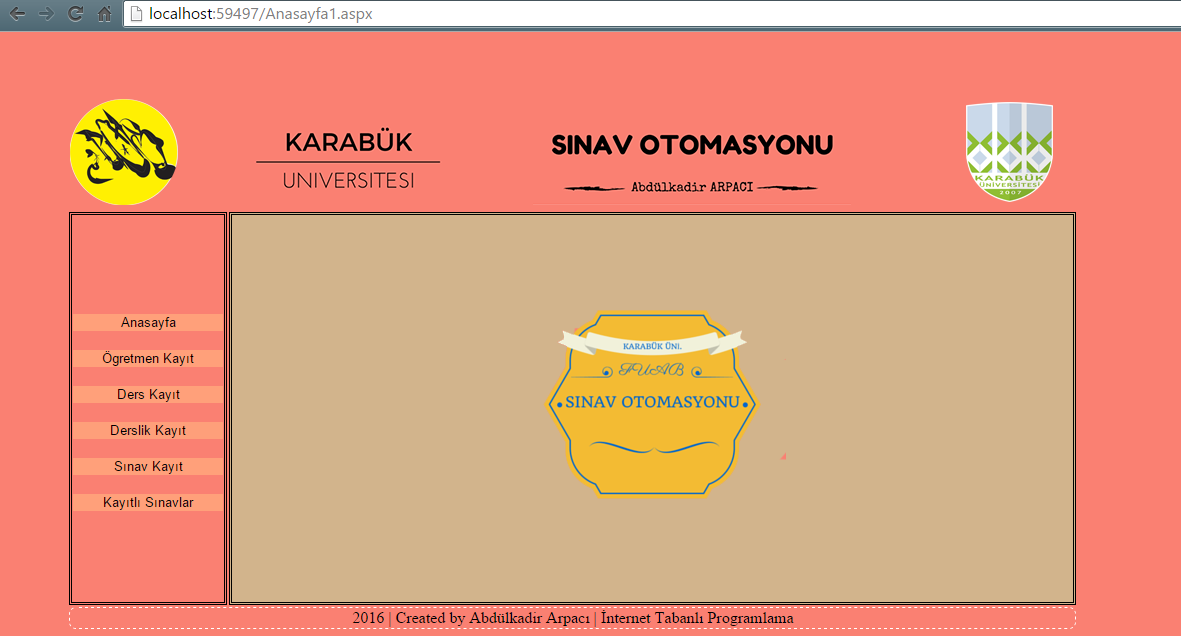 localhost:59497/Anasayfa1.aspx
KARABÜK
UNIVERSITESI
SINAV OTOMASYONU
Abdülkadir ARPACI
KARABÜK
ÜNİVERSİTESİ
2007
Anasayfa
Ögretmen Kayıt
Ders Kayıt
Derslik Kayıt
Sınav Kayıt
Kayıtlı Sınavlar
KARABÜK ÜNI.
SINAV OTOMASYONU
2016 | Created by Abdülkadir Arpacı | İnternet Tabanlı Programlama